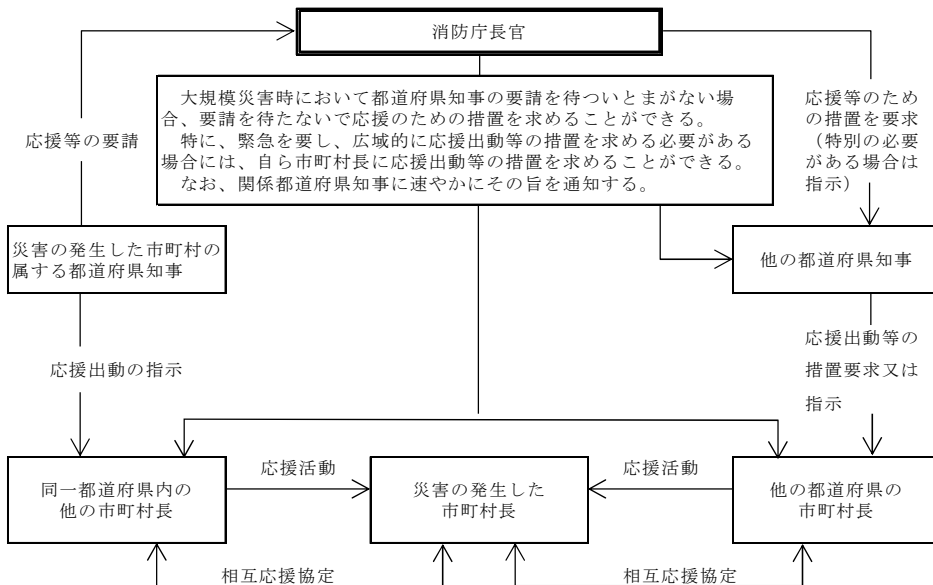 消防庁長官
大規模災害時において都道府県知事の要請を待ついとまがない場
合、要請を待たないで応援のための措置を求めることができる。
特に、緊急を要し、広域的に応援出動等の措置を求める必要がある
場合には、自ら市町村長に応援出動等の措置を求めることができる。
なお、関係都道府県知事に速やかにその旨を通知する。
応援等の要請
応援等のため
の措置を要求
（特別の必要
がある場合は
指示）
災害の発生した市町村の
属する都道府県知事
他の都道府県知事
応援出動の指示
応援出動等の
措置要求又は
指示
同一都道府県内の
他の市町村長
応援活動
災害の発生した
市町村長
応援活動
他の都道府県の
市町村長
相互応援協定
相互応援協定